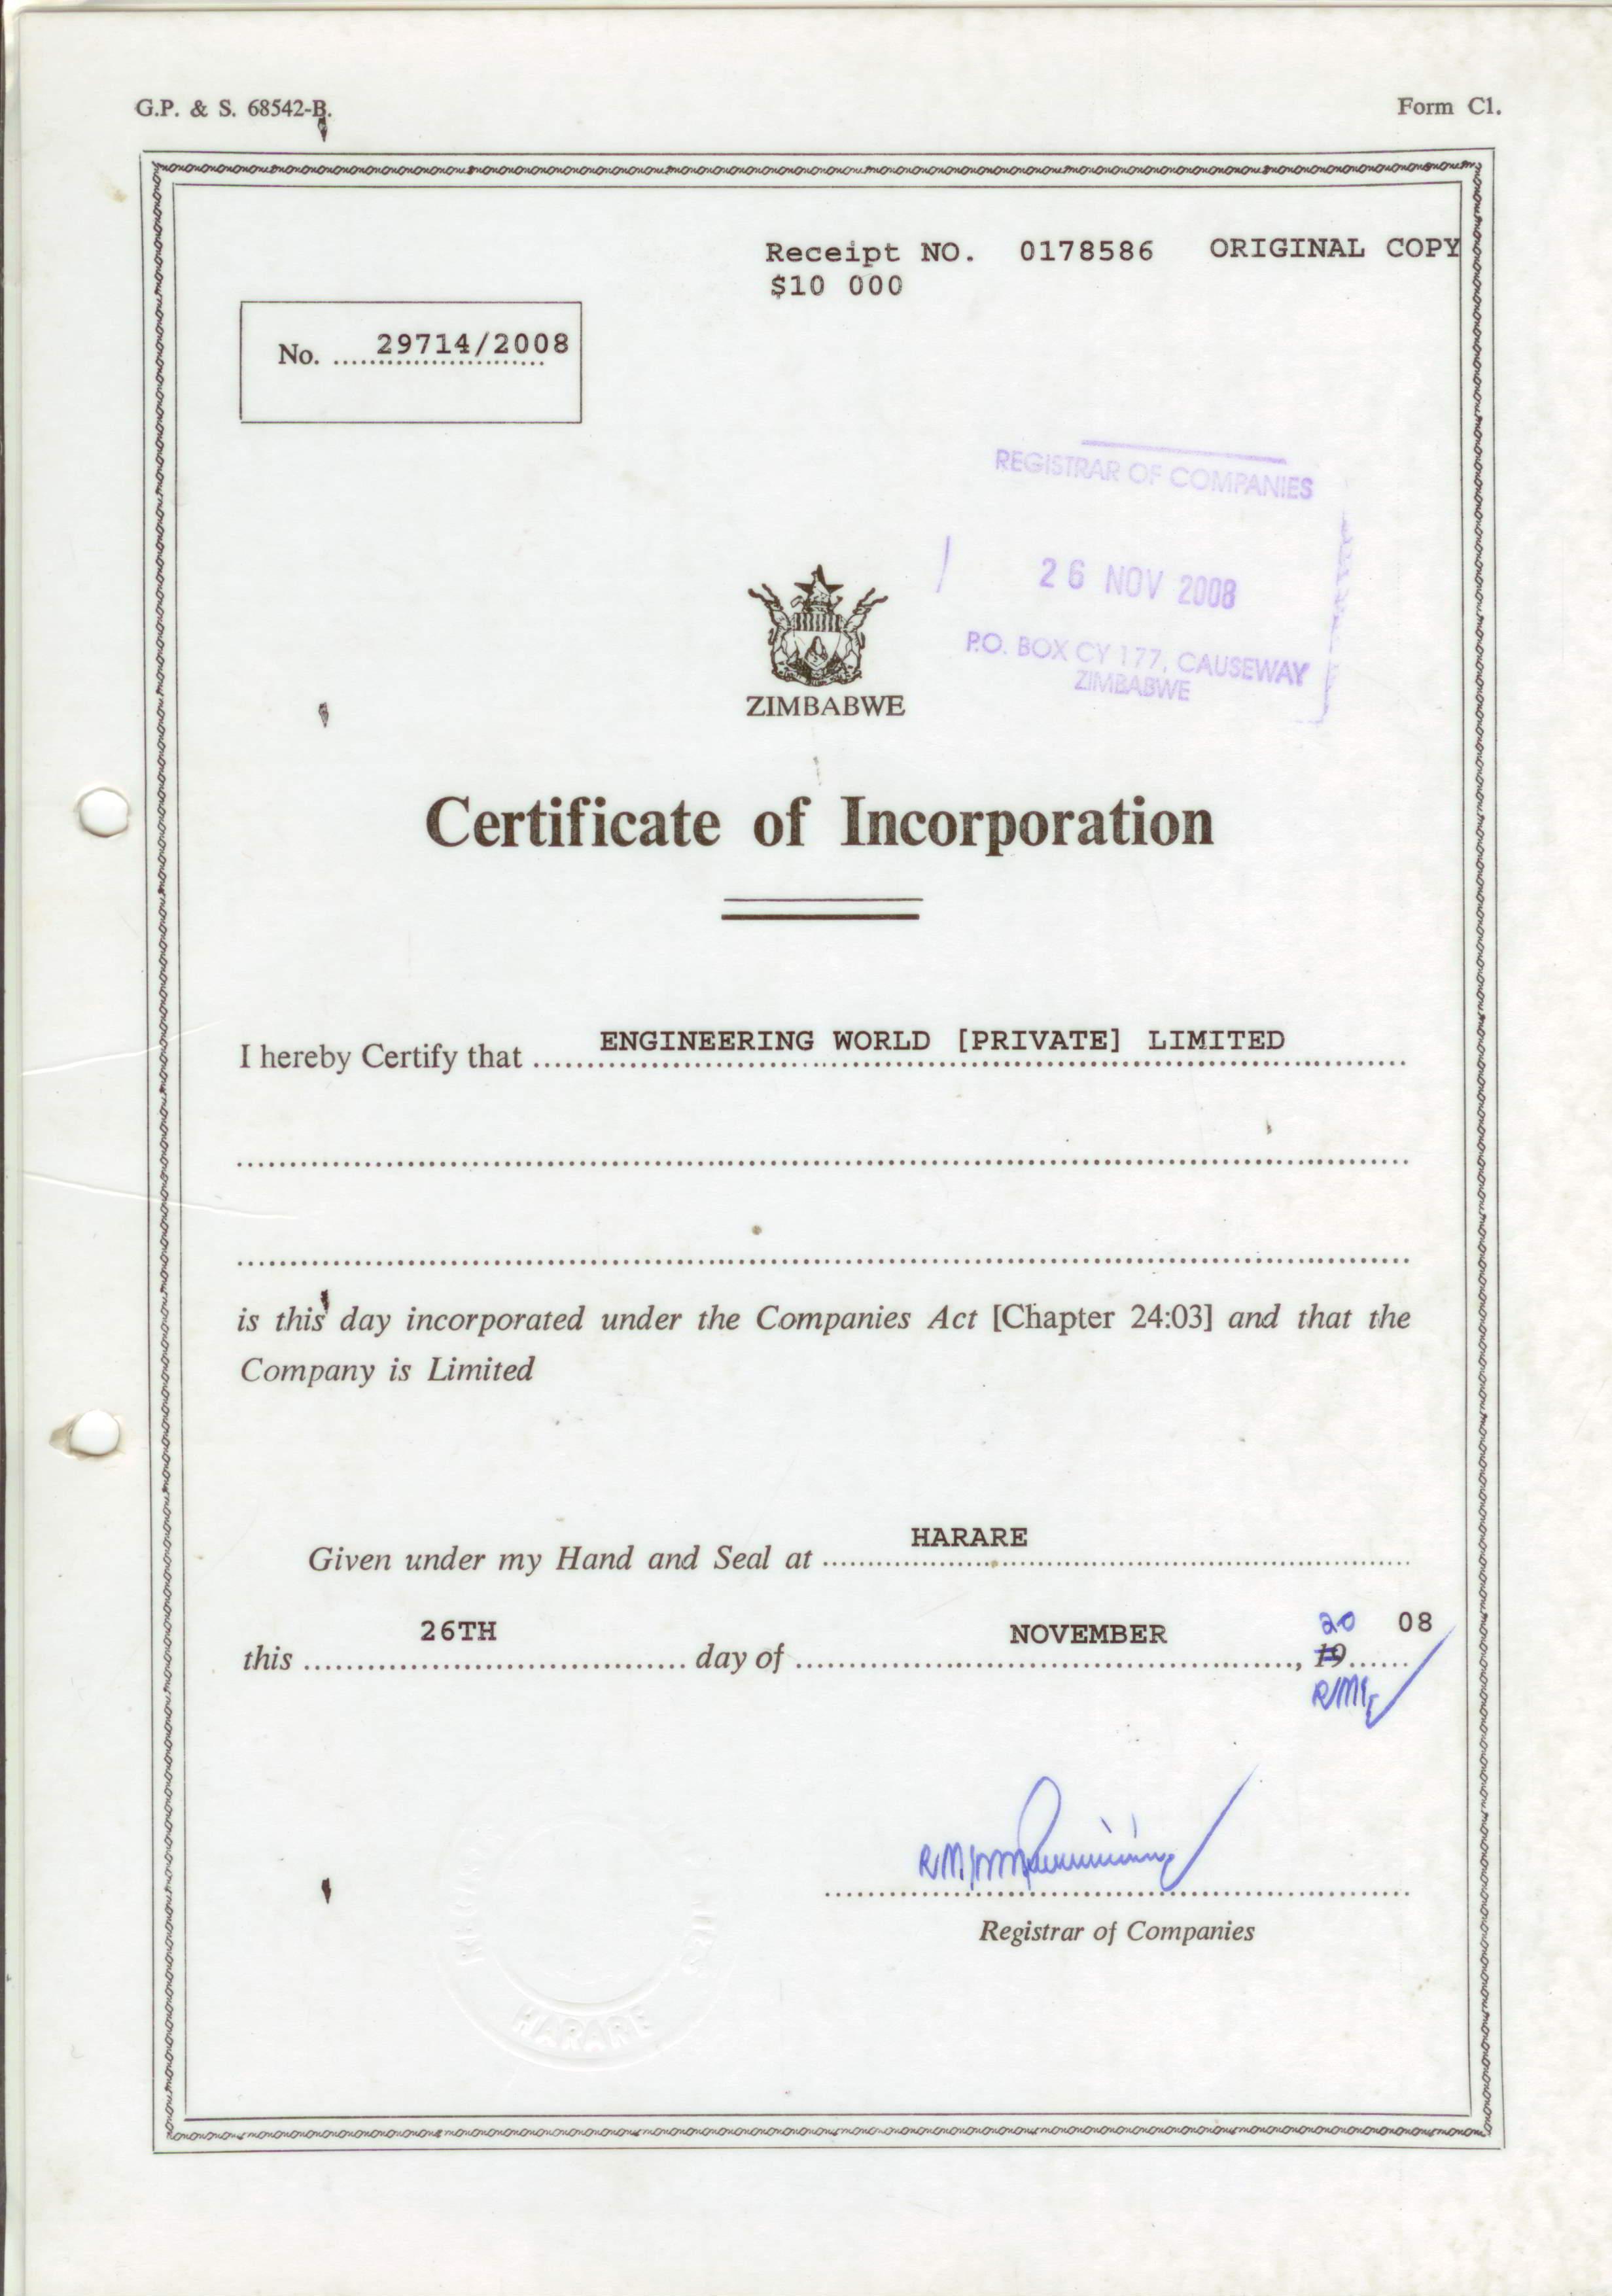 G.P. & S. 68542-B.
Form C1.
Receipt NO. 0178586 ORIGINAL COPY
$10 000
No. 29714/2008
REGISTRAR OF COMPANIES
26 NOV 2008
P.O. BOX CY 177, CAUSEWAY
ZIMBABWE
ZIMBABWE
Certificate of Incorporation
I hereby Certify that ENGINEERING WORLD [PRIVATE] LIMITED
is this day incorporated under the Companies Act [Chapter 24:03] and that the
Company is Limited
Given under my Hand and Seal at HARARE
this 26TH day of NOVEMBER, 19 20 08
Registrar of Companies
HARARE